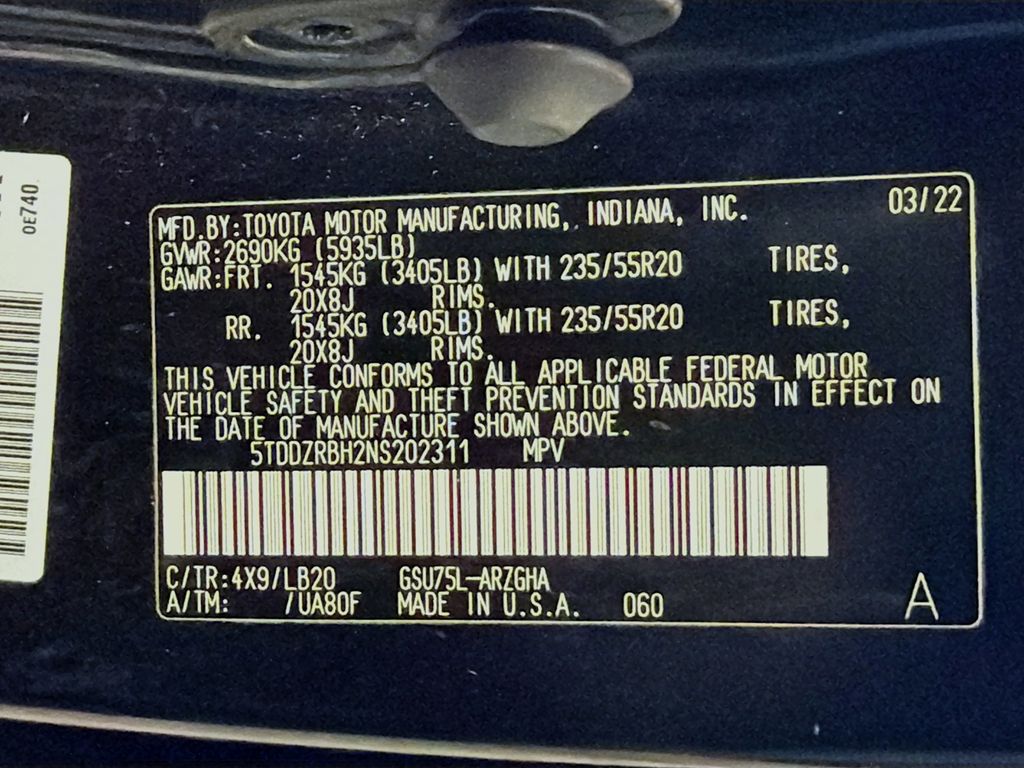 0E740
MFD.BY:TOYOTA MOTOR MANUFACTURING, INDIANA, INC. 03/22
GVWR:2690KG (5935LB)
GAWR:FRT. 1545KG (3405LB) WITH 235/55R20 TIRES,
20X8J RIMS.
RR. 1545KG (3405LB) WITH 235/55R20 TIRES,
20X8J RIMS.
THIS VEHICLE CONFORMS TO ALL APPLICABLE FEDERAL MOTOR
VEHICLE SAFETY AND THEFT PREVENTION STANDARDS IN EFFECT ON
THE DATE OF MANUFACTURE SHOWN ABOVE.
5TDDZRBH2NS202311 MPV
C/TR:4X9/LB20 GSU75L-ARZGHA
A/TM: /UA80F MADE IN U.S.A. 060 A